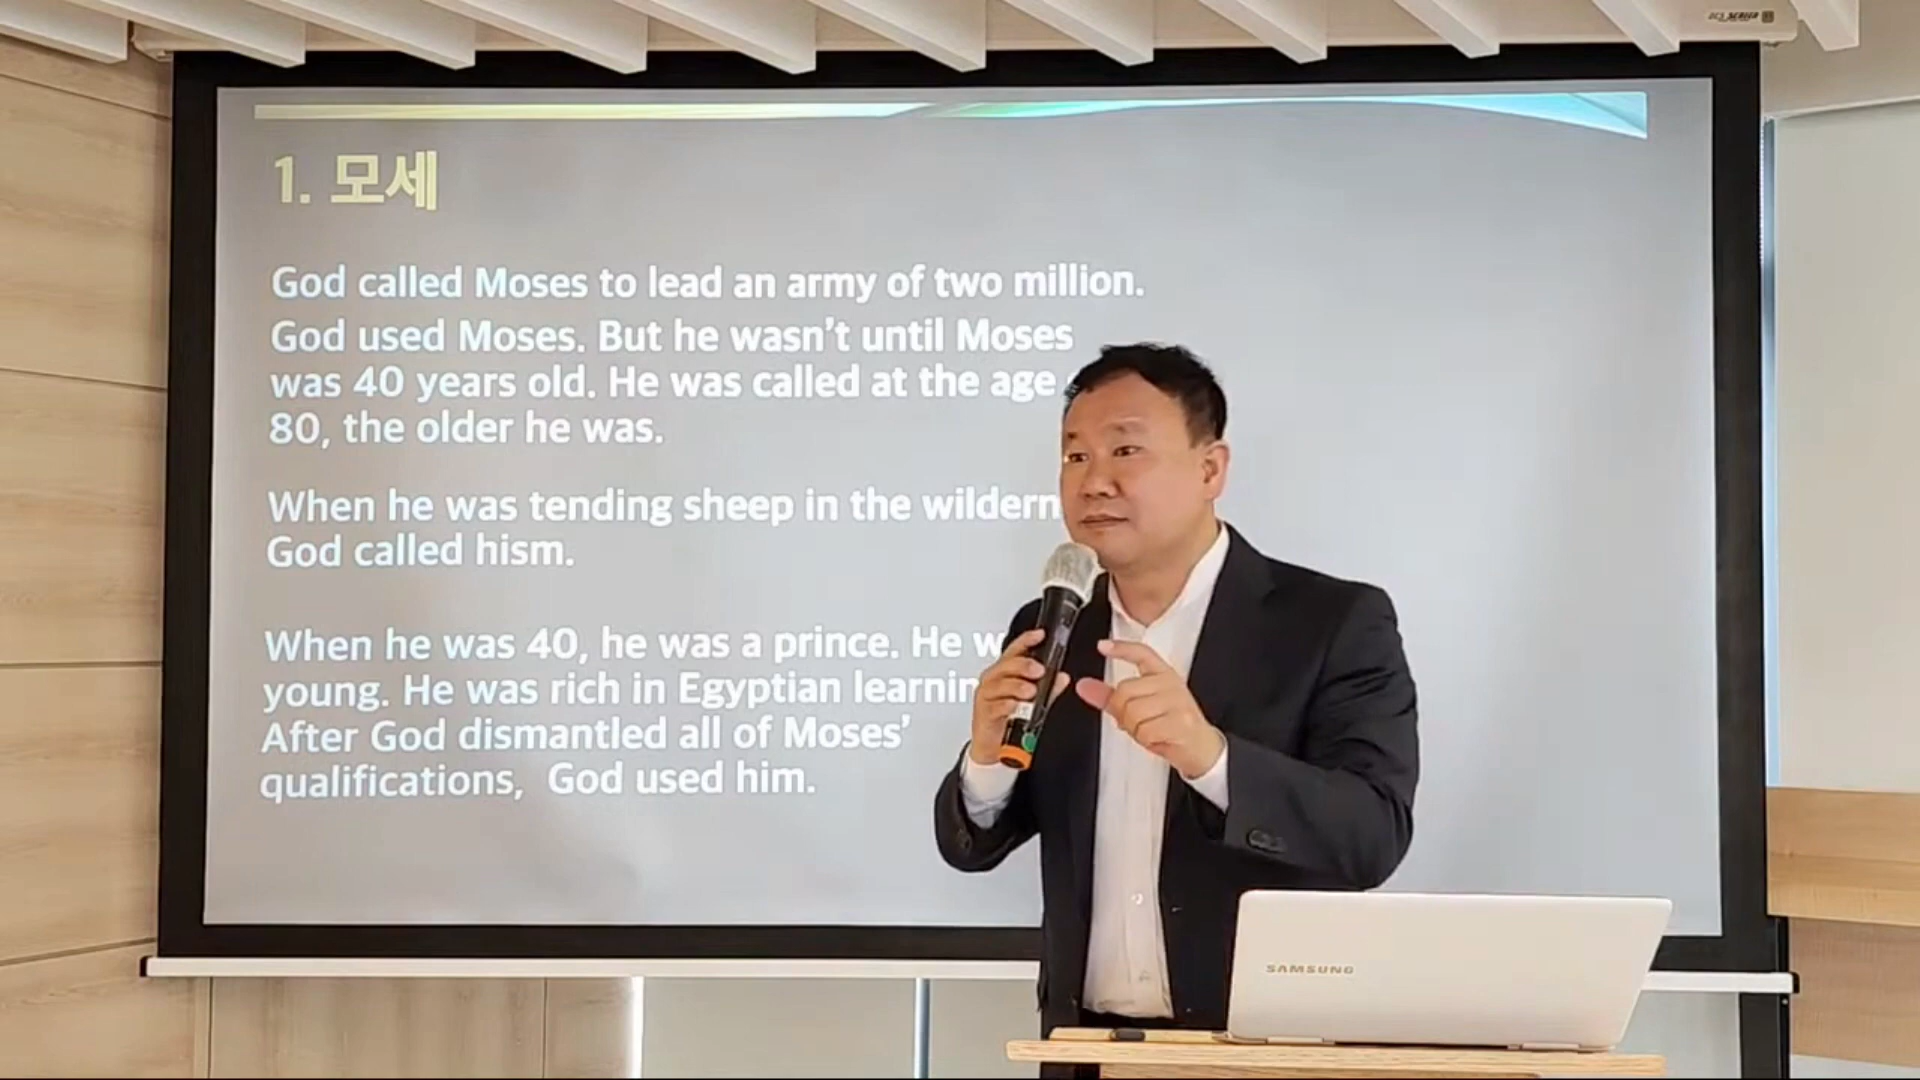 1. 모세
God called Moses to lead an army of two million.
God used Moses. But he wasn't until Moses
was 40 years old. He was called at the age
80, the older he was.
When he was tending sheep in the
God called hism.
When he was 40, he was a prince. He
young. He was rich in Egyptian
After God dismantled all of Moses'
qualifications,  God used him.
SAMSUNG